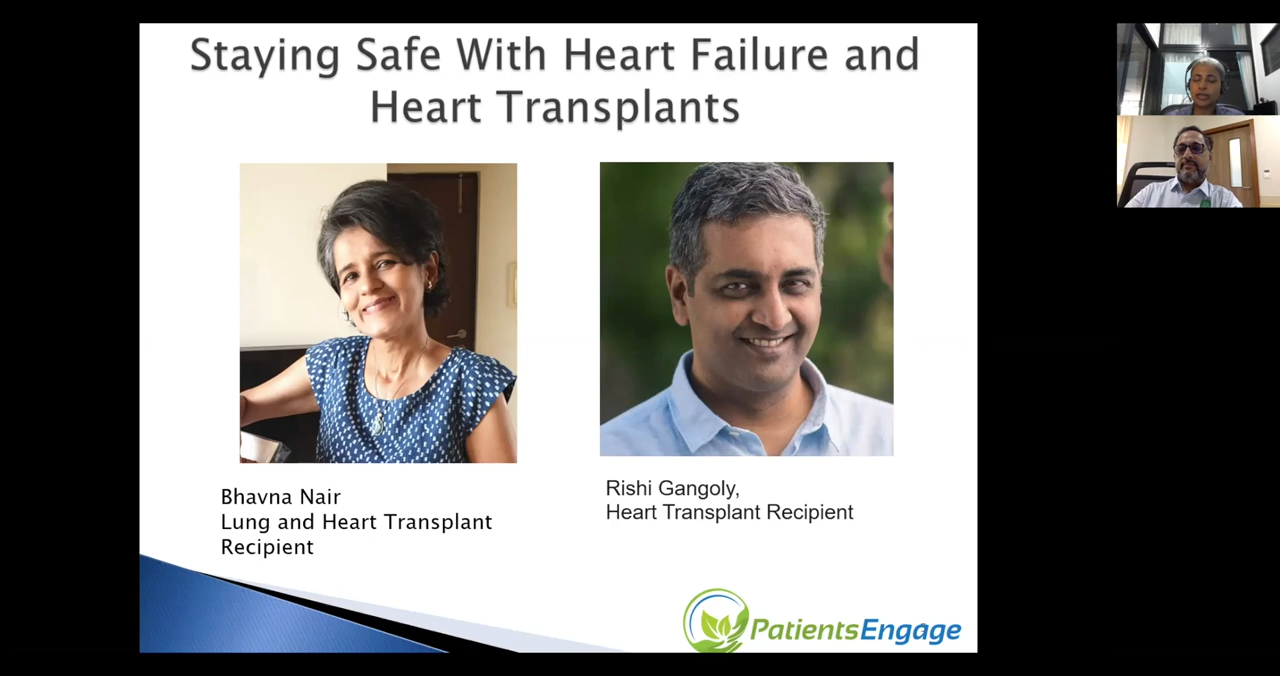 Staying Safe With Heart Failure and
Heart Transplants
Bhavna Nair
Lung and Heart Transplant
Recipient
Rishi Gangoly,
Heart Transplant Recipient
PatientsEngage